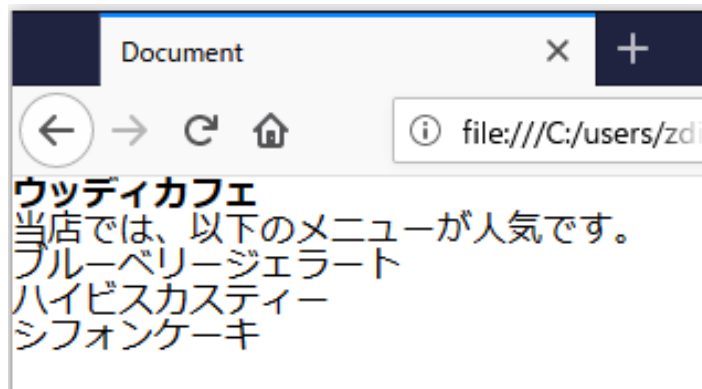 Document
file:///C:/users/zdi
ウッディカフェ
当店では、以下のメニューが人気です。
ブルーベリージェラート
ハイビスカスティー
シフォンケーキ